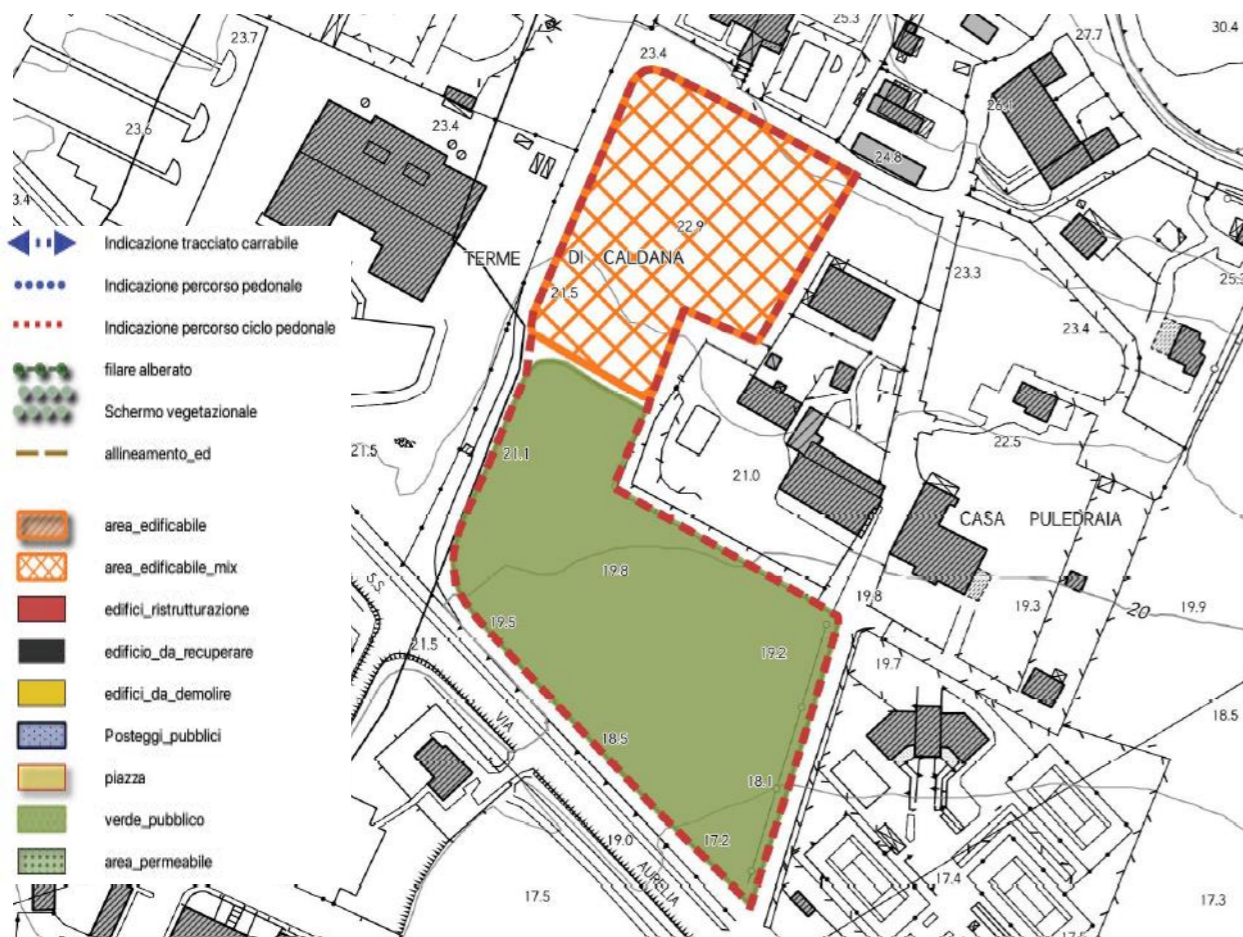 23.7
23.6
23.4
23.4
25.3
27.7
30.4
26.1
24.8
22.9
TERME DI CALDANA
21.5
23.3
23.4
25.3
3.4
Indicazione tracciato carrabile
Indicazione percorso pedonale
Indicazione percorso ciclo pedonale
filare alberato
Schermo vegetazionale
allineamento_ed
area_edificabile
area_edificabile_mix
edifici_ristrutturazione
edificio_da_recuperare
edifici_da_demolire
Posteggi_pubblici
piazza
verde_pubblico
area_permeabile
21.5
21.1
21.0
22.5
CASA PULEDRAIA
19.8
19.8
19.3
20
19.9
SS
19.5
21.5
19.2
19.7
VIA
18.5
18.5
18.1
19.0
17.2
AURELIA
17.5
17.4
17.3